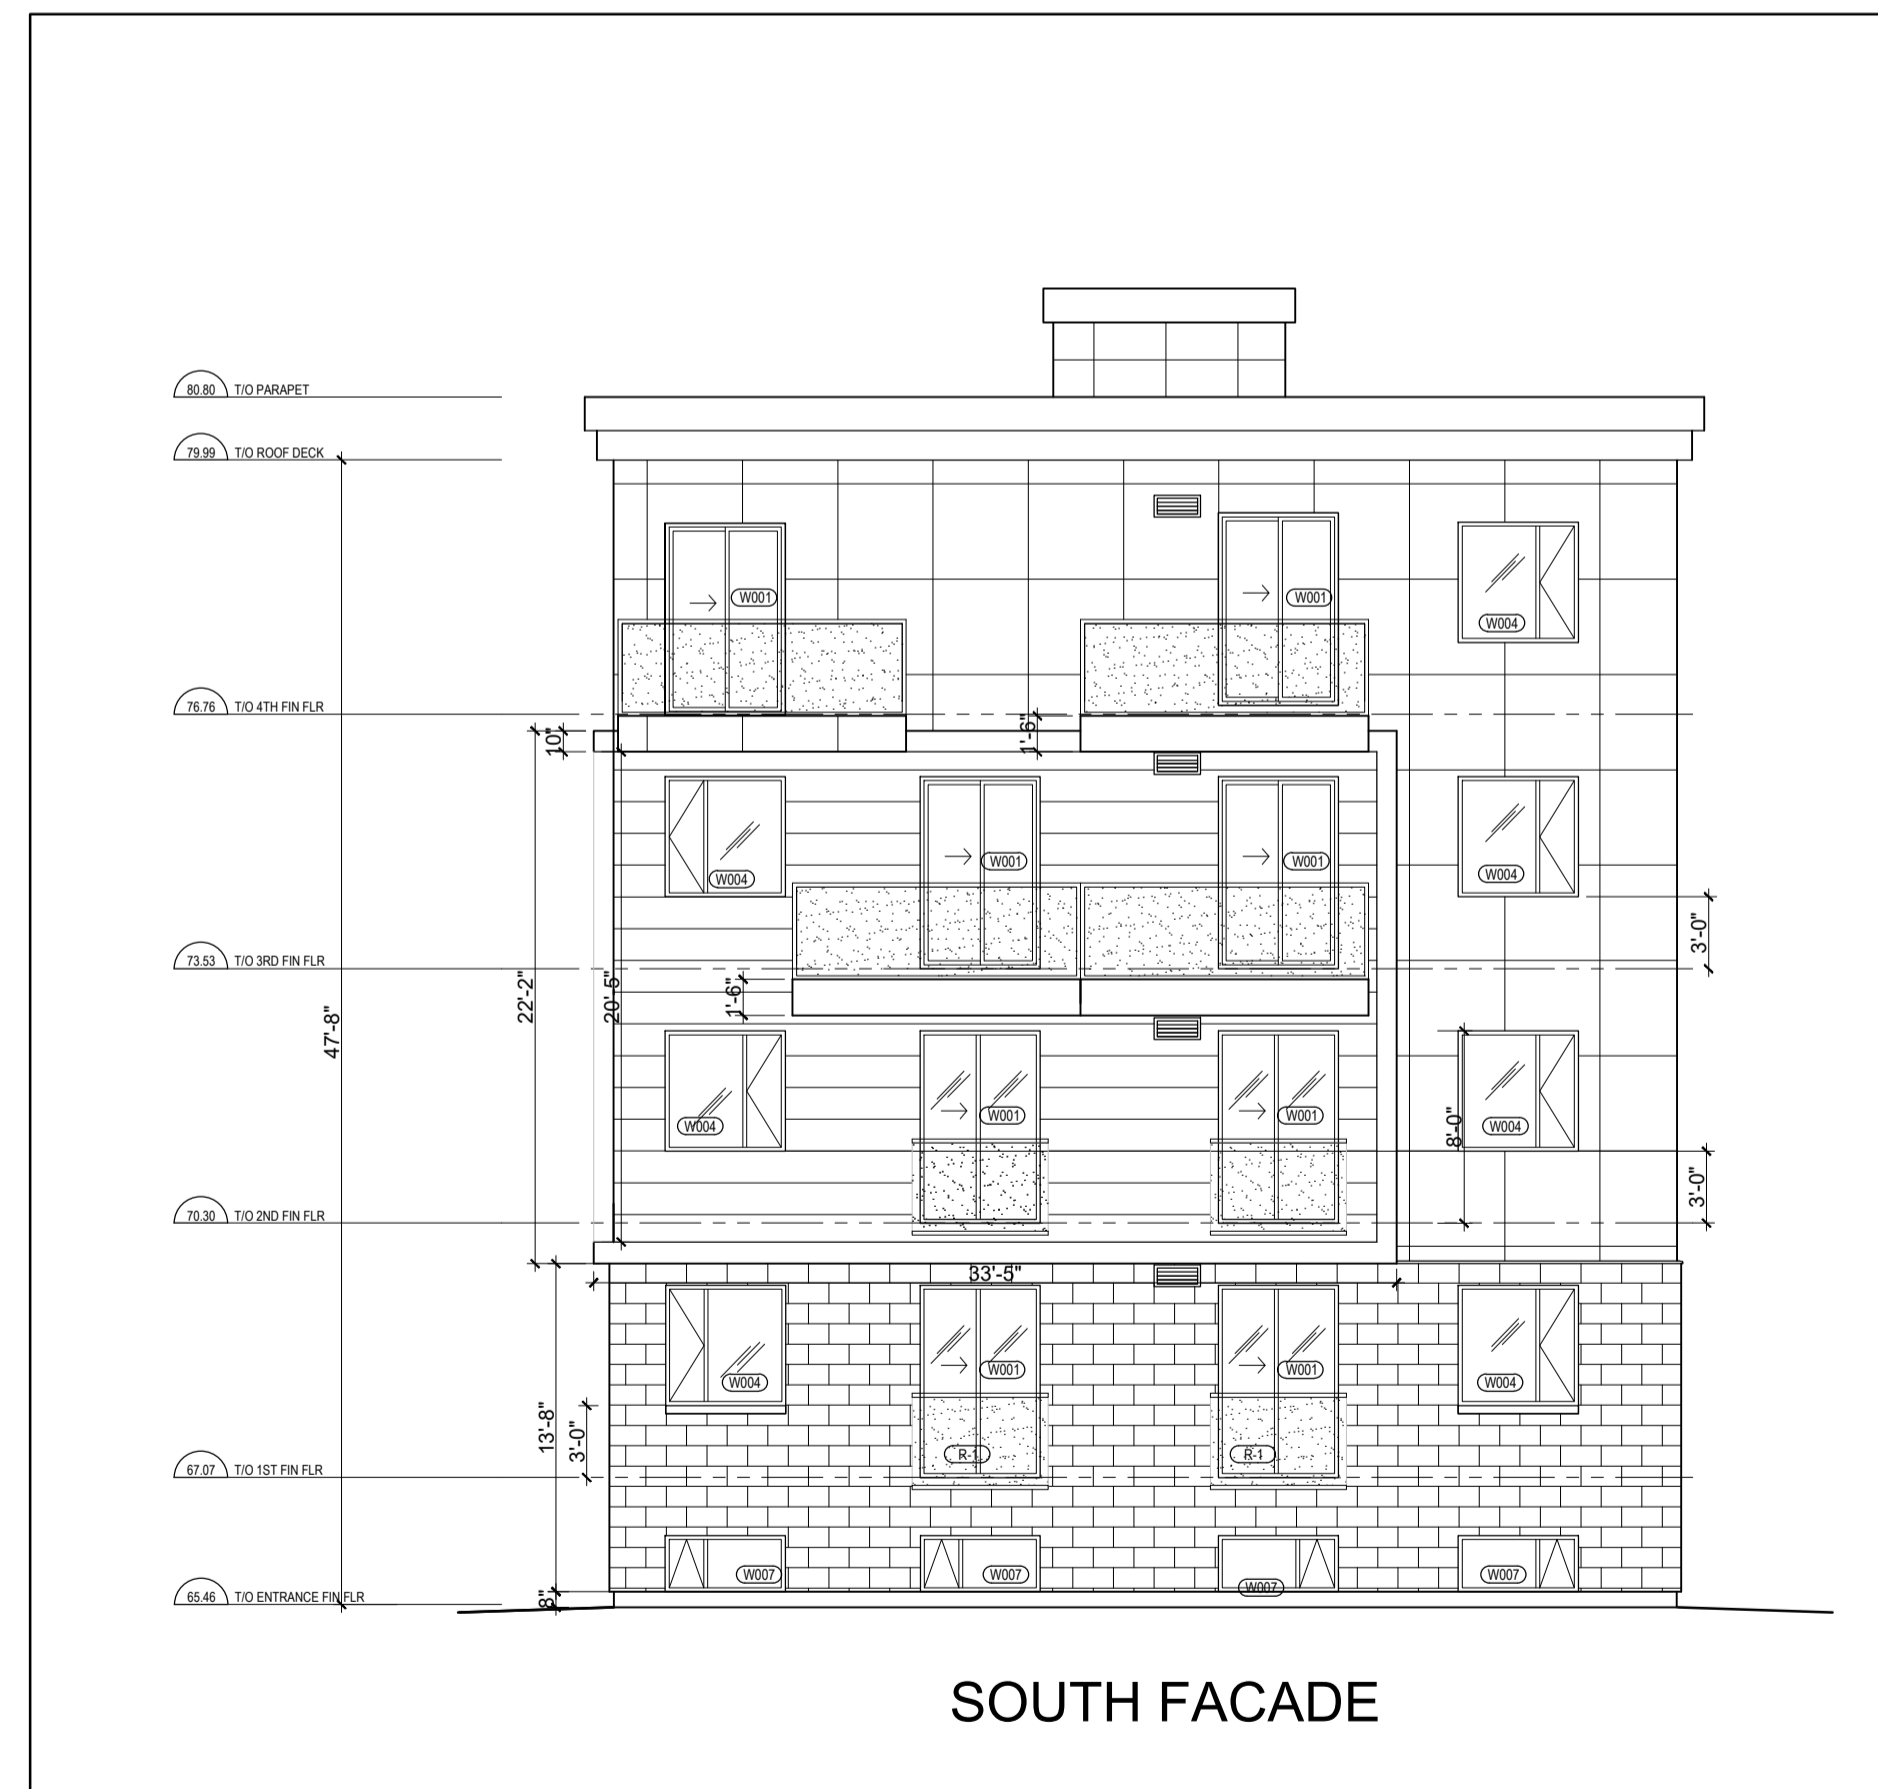 80.80 T/O PARAPET
79.99 T/O ROOF DECK
W001 W001 W004
76.76 T/O 4TH FIN FLR
10" 1'-6"
W004 W001 W001 W004
3'-0"
73.53 T/O 3RD FIN FLR
47'-8" 22'-2" 20'-5" 1'-6"
W004 W001 W001 8'-0" W004
3'-0"
70.30 T/O 2ND FIN FLR
33'-5"
W004 W001 W001 W004
13'-8" 3'-0"
R-1 R-1
67.07 T/O 1ST FIN FLR
W007 W007 W007 W007
65.46 T/O ENTRANCE FIN FLR 8"
SOUTH FACADE